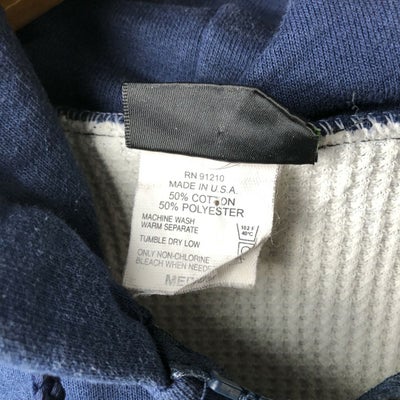 RN 91210
MADE IN U.S.A.
50% COTTON
50% POLYESTER
MACHINE WASH
WARM SEPARATE
TUMBLE DRY LOW
ONLY NON-CHLORINE
BLEACH WHEN NEEDED
40°C